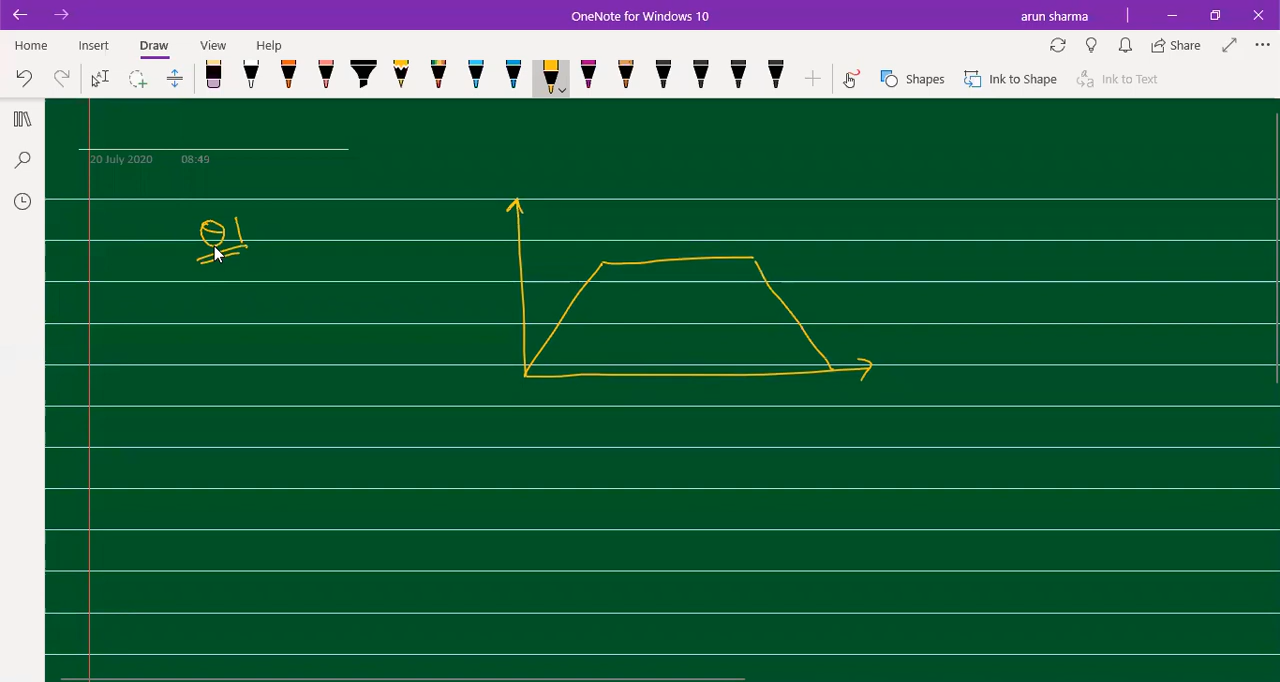 OneNote for Windows 10
arun sharma
Home Insert Draw View Help
Share
Shapes
Ink to Shape
Ink to Text
20 July 2020 08:49